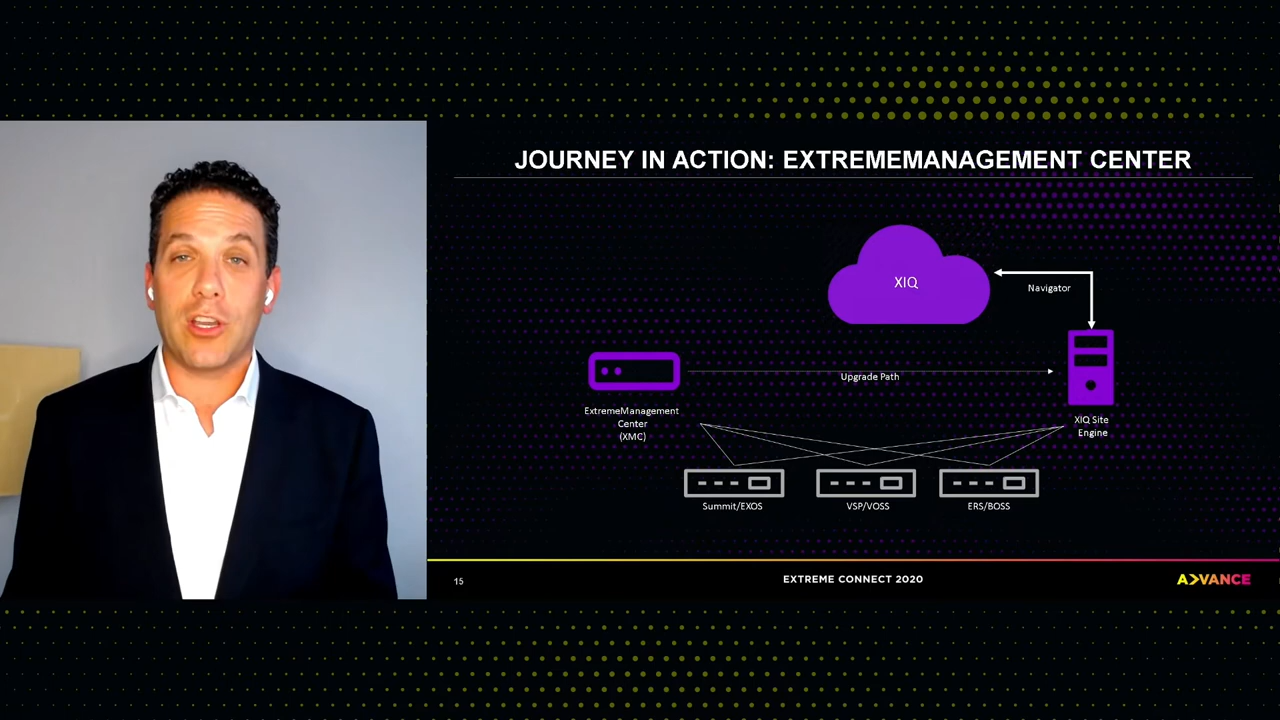 JOURNEY IN ACTION: EXTREMEMANAGEMENT CENTER
XIQ
Navigator
Upgrade Path
ExtremeManagement
Center
(XMC)
XIQ Site
Engine
Summit/EXOS
VSP/VOSS
ERS/BOSS
15
EXTREME CONNECT 2020
ADVANCE